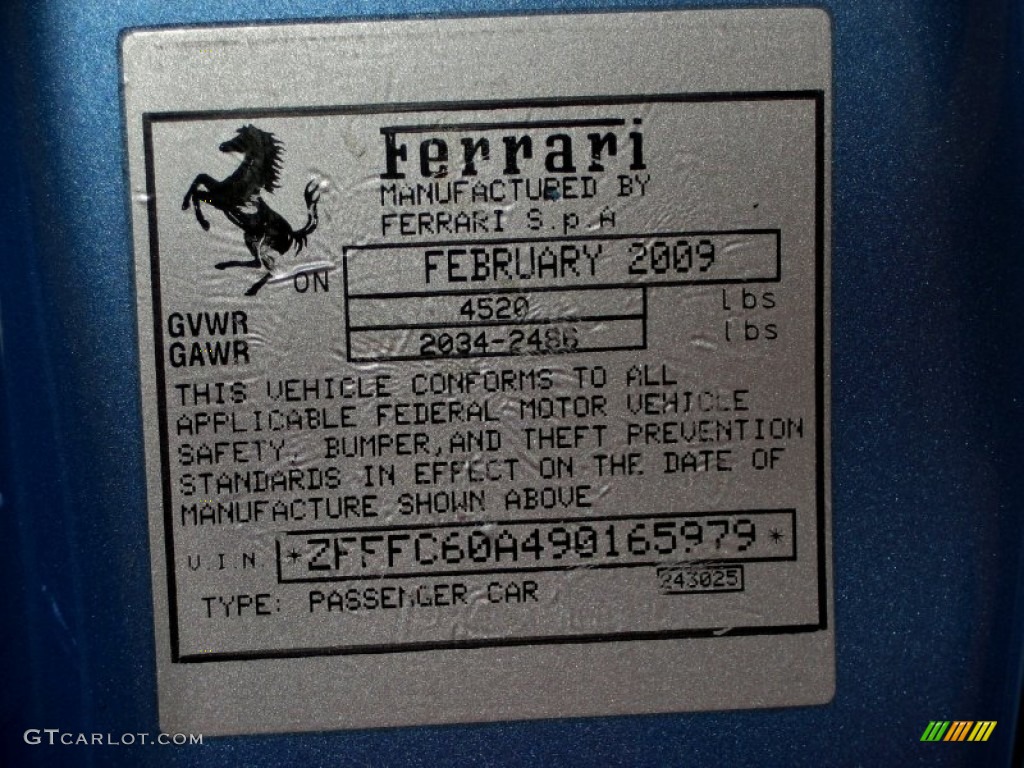 Ferrari
MANUFACTURED BY
FERRARI S.p.A
ON FEBRUARY 2009
GVWR 4520 lbs
GAWR 2034-2486 lbs
THIS VEHICLE CONFORMS TO ALL
APPLICABLE FEDERAL MOTOR VEHICLE
SAFETY, BUMPER,AND THEFT PREVENTION
STANDARDS IN EFFECT ON THE DATE OF
MANUFACTURE SHOWN ABOVE
V.I.N *ZFFFC60A490165979*
243025
TYPE: PASSENGER CAR
GTCARLOT.COM